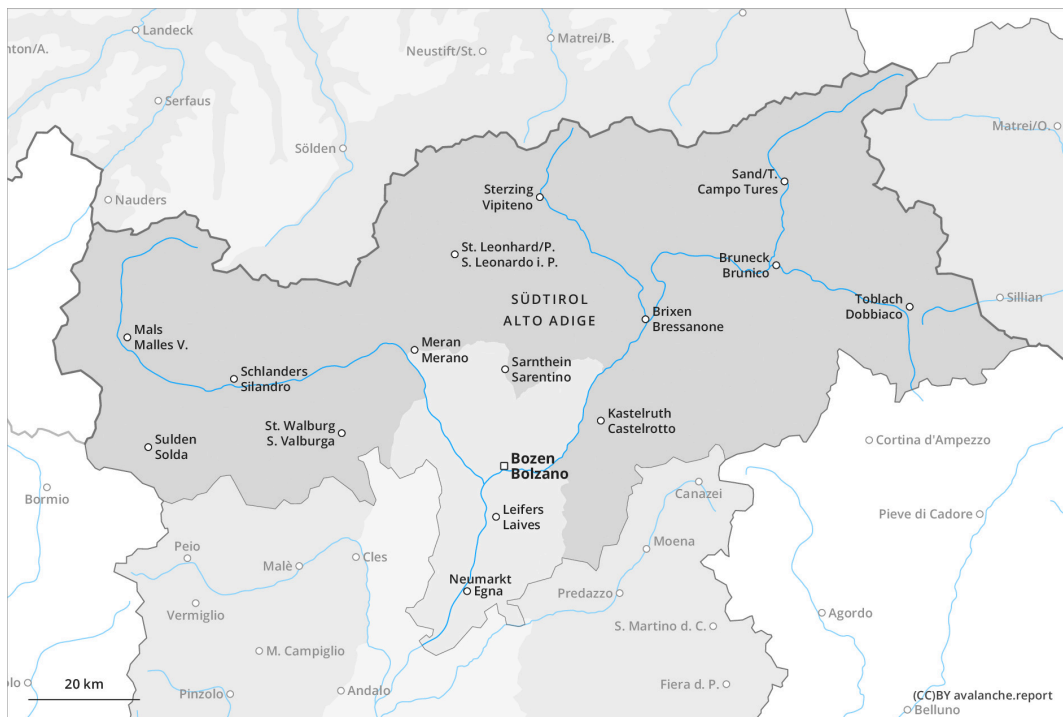 Landeck
nton/A.
Neustift/St.
Matrei/B.
Serfaus
Matrei/O.
Sölden
Nauders
Sand/T.
Campo Tures
Sterzing
Vipiteno
St. Leonhard/P.
S. Leonardo i. P.
Bruneck
Brunico
SÜDTIROL
ALTO ADIGE
Toblach
Dobbiaco
Sillian
Brixen
Bressanone
Mals
Malles V.
Meran
Merano
Sarnthein
Sarentino
Schlanders
Silandro
Kastelruth
Castelrotto
St. Walburg
S. Valburga
Sulden
Solda
Cortina d'Ampezzo
Bozen
Bolzano
Bormio
Canazei
Leifers
Laives
Pieve di Cadore
Peio
Malè
Cles
Moena
Neumarkt
Egna
Predazzo
Vermiglio
Agordo
S. Martino d. C.
M. Campiglio
olo
20 km
Pinzolo
Andalo
Fiera d. P.
(CC)BY avalanche.report
Belluno